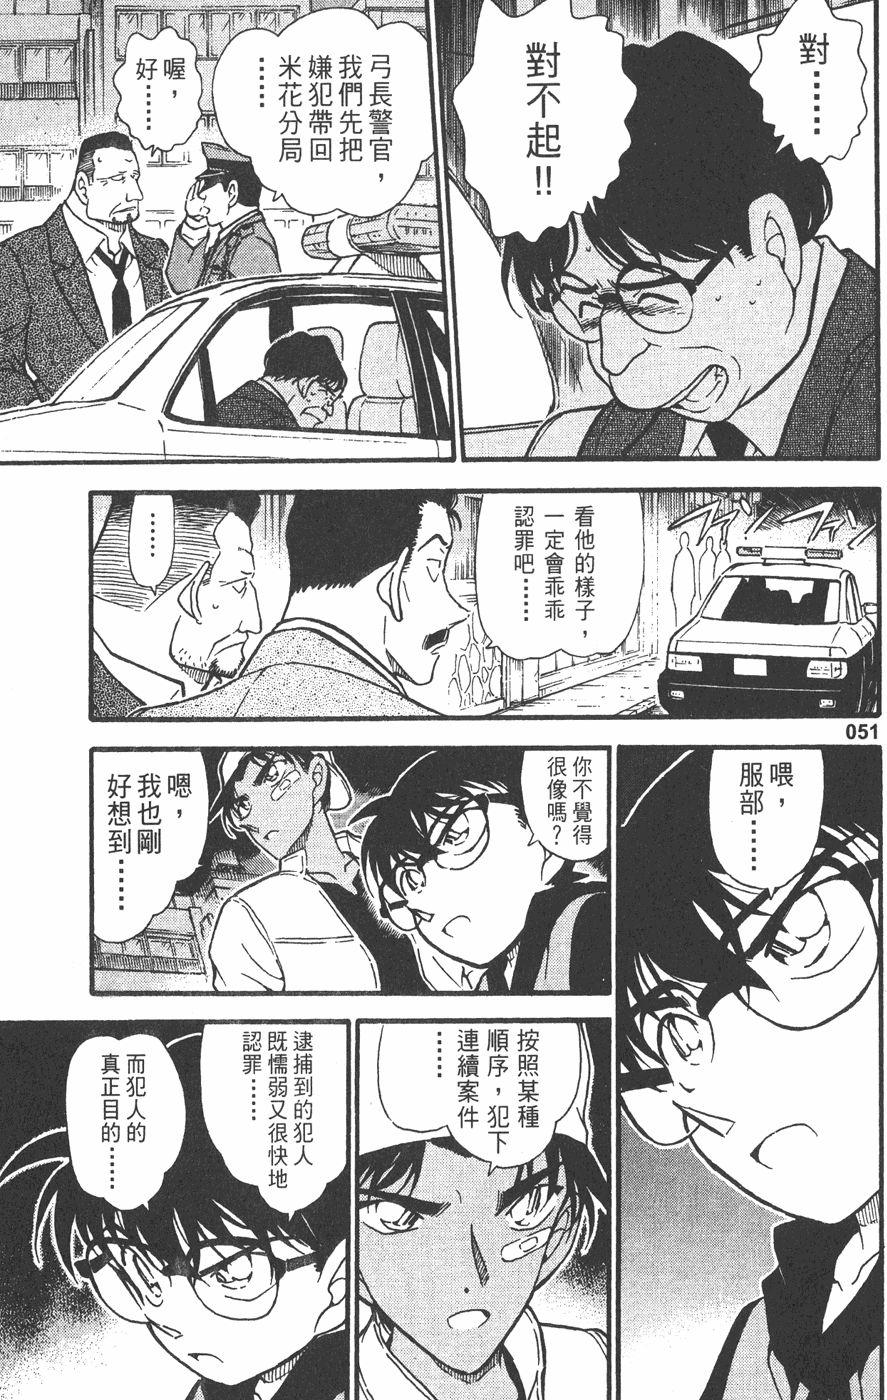 對……
對不起!!
弓長警官,
我們先把
嫌犯帶回
米花分局
……
喔,
好……
看他的樣子,
一定會乖乖
認罪吧……
……
051
喂,
服部……
你不覺得
很像嗎?
嗯,
我也剛
好想到……
按照某種
順序,犯下
連續案件
……
逮捕到的犯人
既懦弱又很快地
認罪……
而犯人的
真正目的……